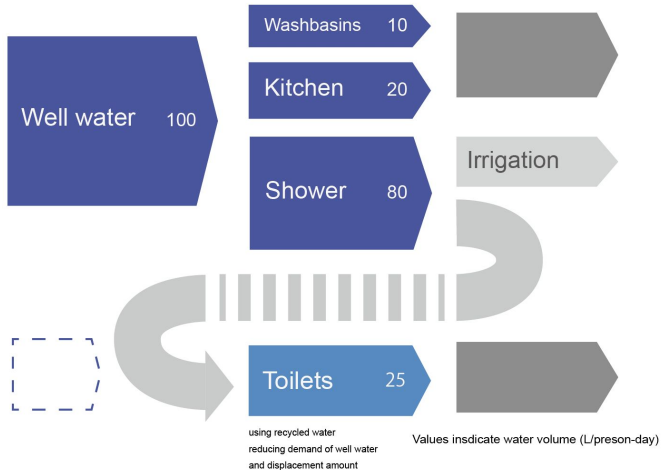 Washbasins 10
Kitchen 20
Well water 100
Irrigation
Shower 80
Toilets 25
using recycled water
reducing demand of well water
and displacement amount
Values insdicate water volume (L/preson-day)